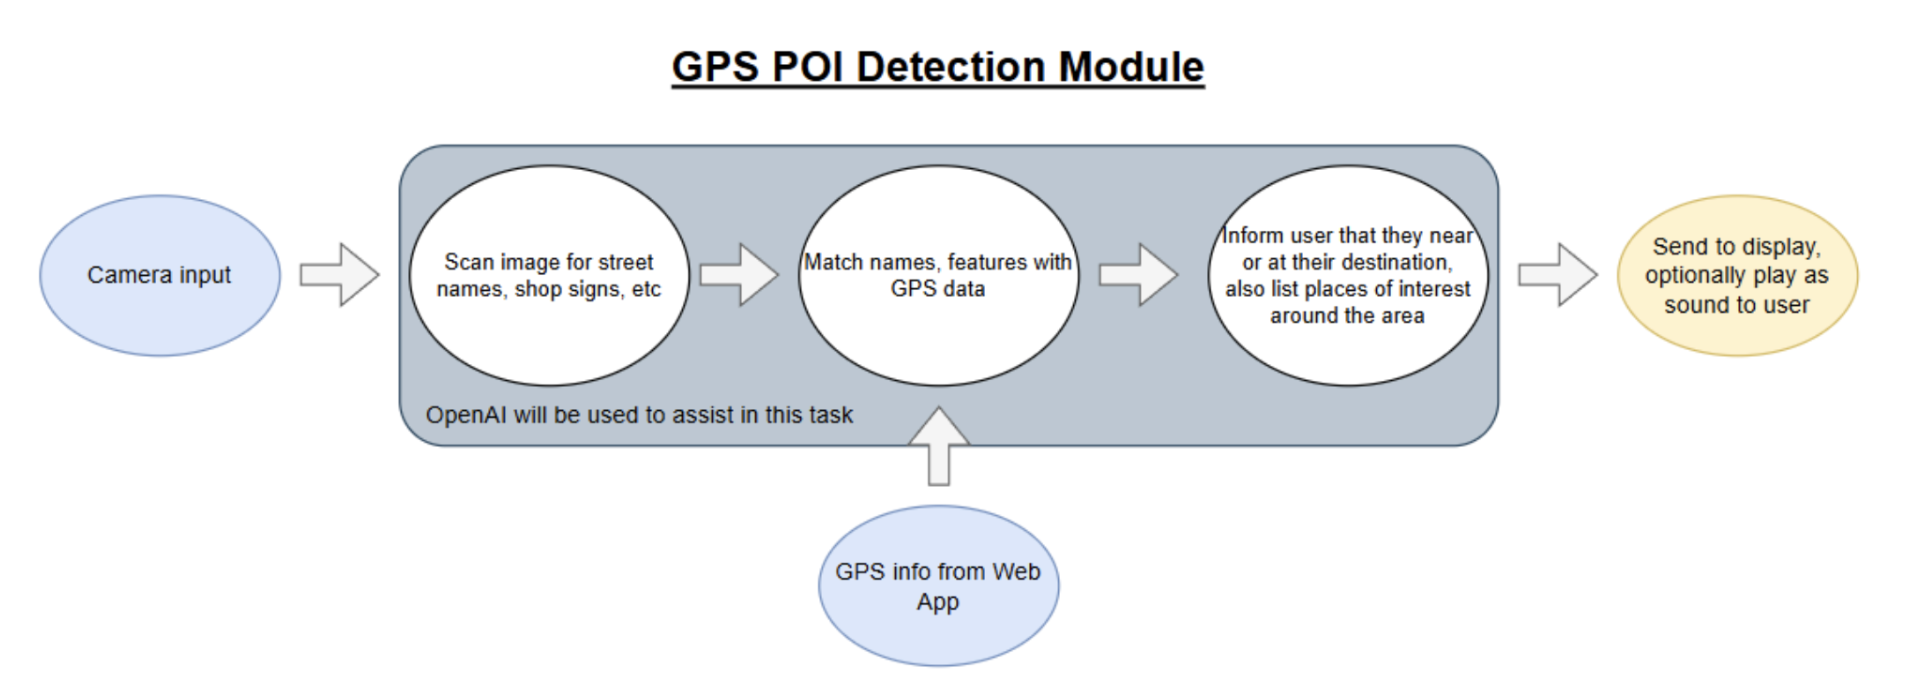 GPS POI Detection Module
Camera input
Scan image for street
names, shop signs, etc
Match names, features with
GPS data
Inform user that they near
or at their destination,
also list places of interest
around the area
Send to display,
optionally play as
sound to user
OpenAI will be used to assist in this task
GPS info from Web
App